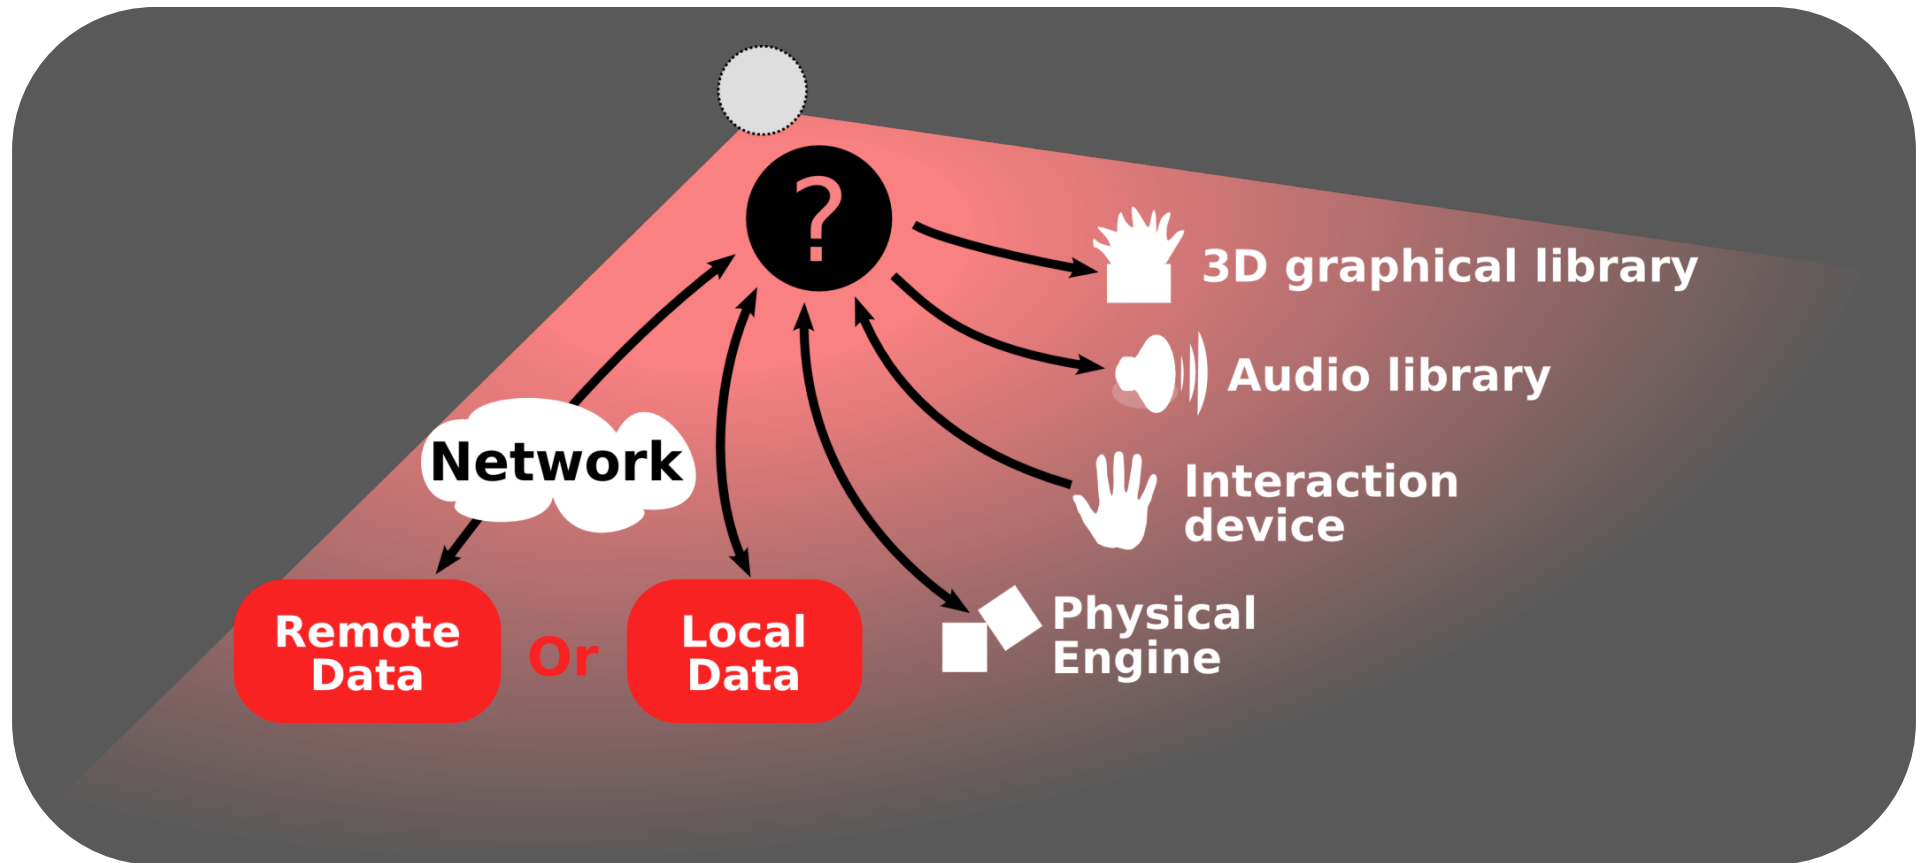 ?
3D graphical library
Audio library
Network
Interaction
device
Physical
Engine
Remote
Data
Or
Local
Data